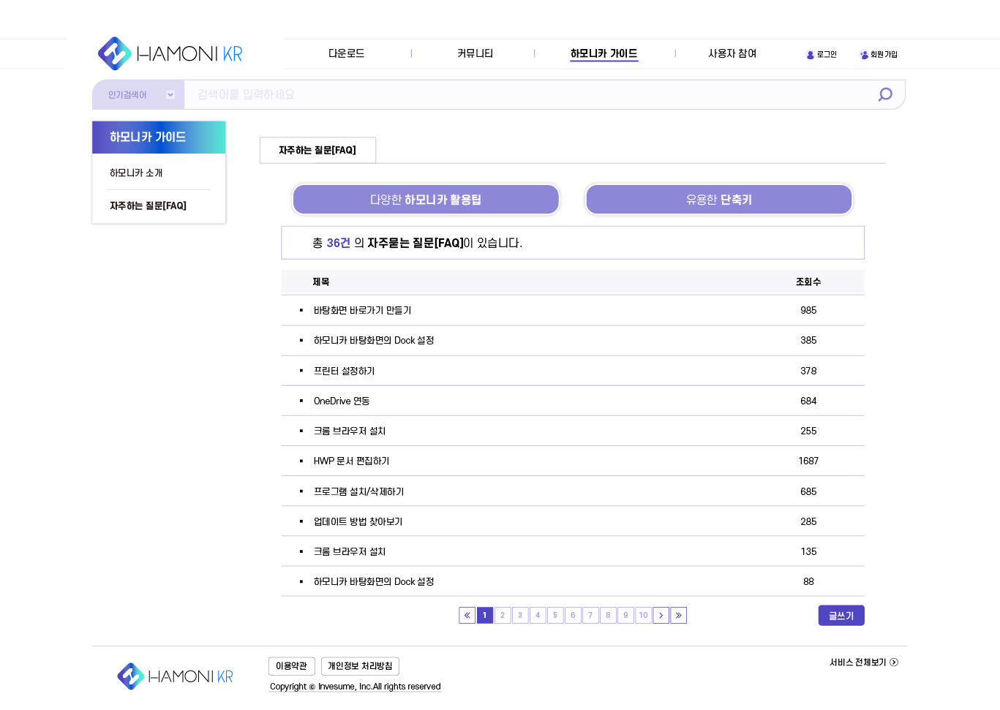 HAMONI KR
다운로드 커뮤니티 하모니카 가이드 사용자 참여 로그인 회원가입
인기검색어 검색어를 입력하세요
하모니카 가이드
하모니카 소개
자주하는 질문[FAQ]
자주하는 질문[FAQ]
다양한 하모니카 활용팁 유용한 단축키
총 36건 의 자주묻는 질문[FAQ]이 있습니다.
제목 조회수
바탕화면 바로가기 만들기 985
하모니카 바탕화면의 Dock 설정 385
프린터 설정하기 378
OneDrive 연동 684
크롬 브라우저 설치 255
HWP 문서 편집하기 1687
프로그램 설치/삭제하기 685
업데이트 방법 찾아보기 285
크롬 브라우저 설치 135
하모니카 바탕화면의 Dock 설정 88
1 2 3 4 5 6 7 8 9 10 글쓰기
HAMONI KR
이용약관 개인정보 처리방침 서비스 전체보기
Copyright © Invesume, Inc.All rights reserved